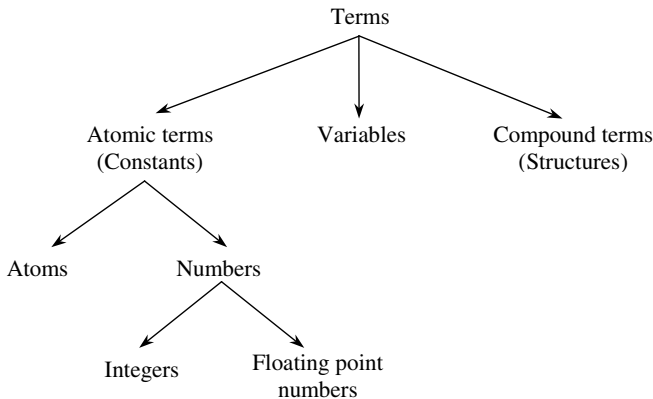 Terms
Atomic terms
(Constants)
Variables
Compound terms
(Structures)
Atoms
Numbers
Integers
Floating point
numbers